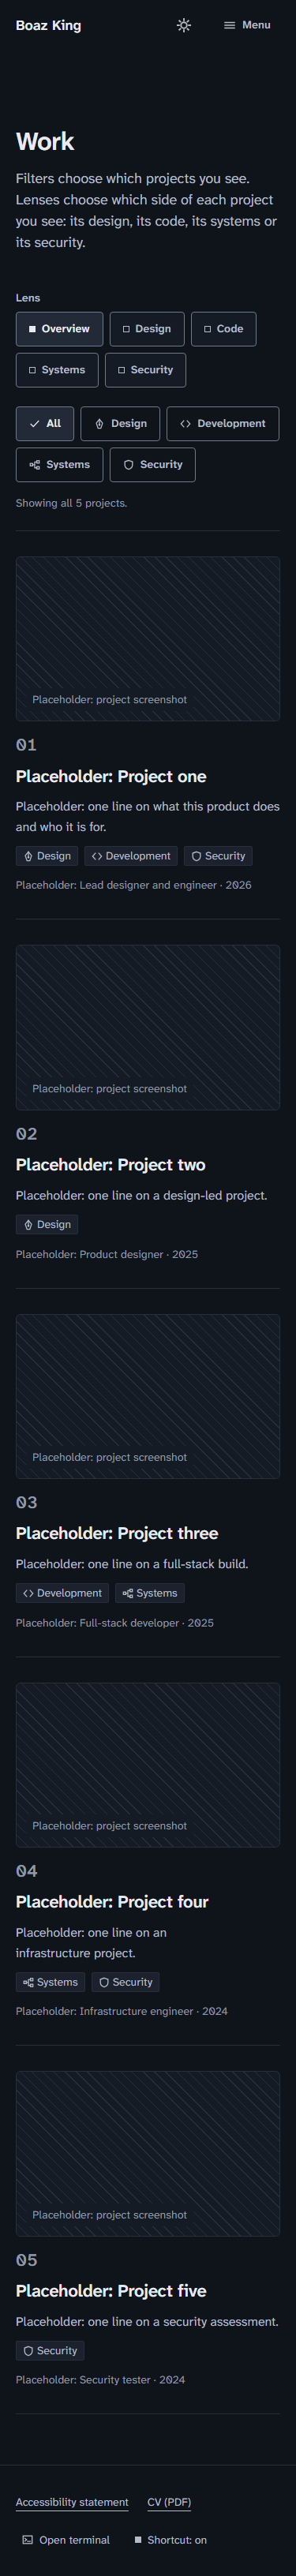 Boaz King
Menu
Work
Filters choose which projects you see.
Lenses choose which side of each project
you see: its design, its code, its systems or
its security.
Lens
Overview
Design
Code
Systems
Security
All
Design
Development
Systems
Security
Showing all 5 projects.
Placeholder: project screenshot
01
Placeholder: Project one
Placeholder: one line on what this product does
and who it is for.
Design
Development
Security
Placeholder: Lead designer and engineer · 2026
Placeholder: project screenshot
02
Placeholder: Project two
Placeholder: one line on a design-led project.
Design
Placeholder: Product designer · 2025
Placeholder: project screenshot
03
Placeholder: Project three
Placeholder: one line on a full-stack build.
Development
Systems
Placeholder: Full-stack developer · 2025
Placeholder: project screenshot
04
Placeholder: Project four
Placeholder: one line on an
infrastructure project.
Systems
Security
Placeholder: Infrastructure engineer · 2024
Placeholder: project screenshot
05
Placeholder: Project five
Placeholder: one line on a security assessment.
Security
Placeholder: Security tester · 2024
Accessibility statement
CV (PDF)
Open terminal
Shortcut: on